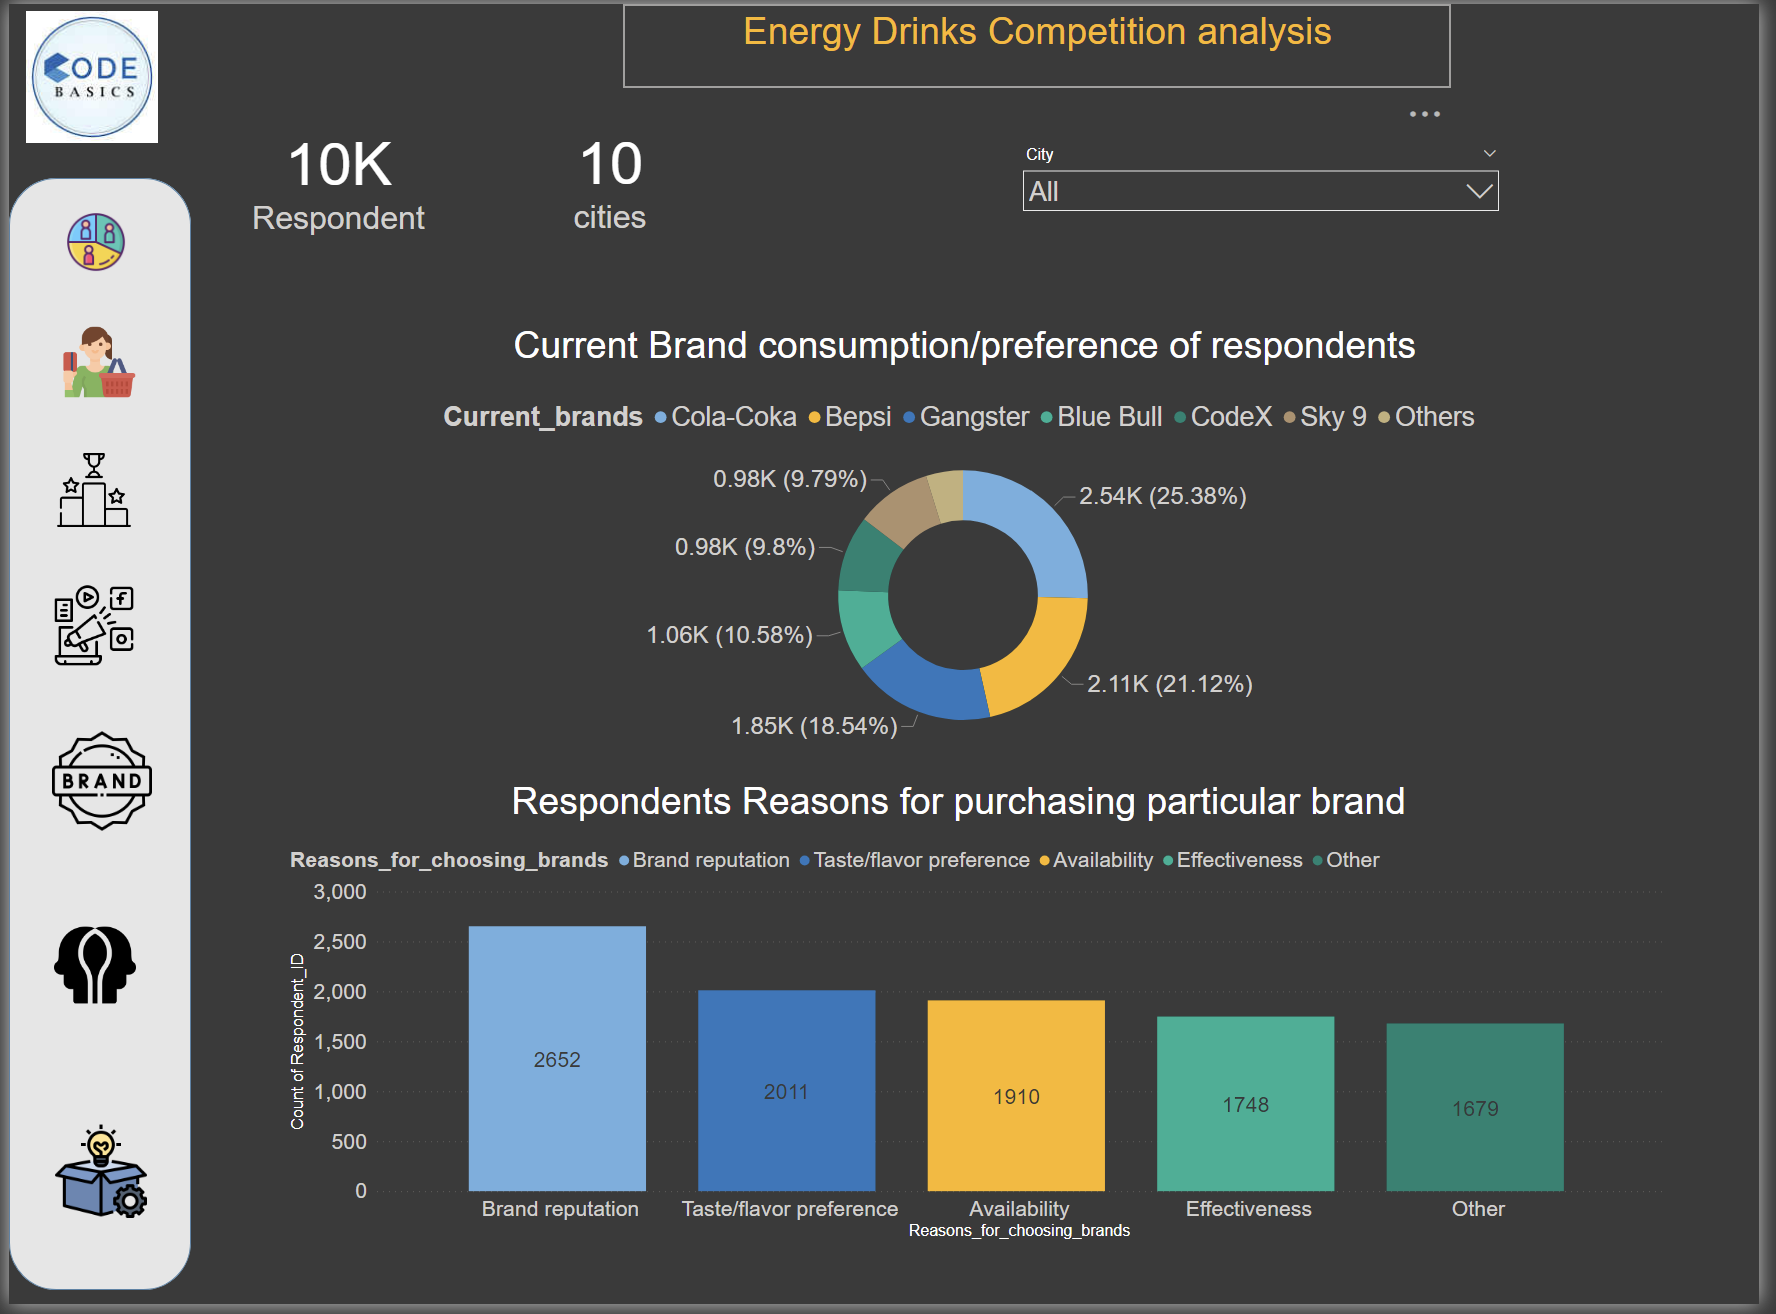 CODE
BASICS
Energy Drinks Competition analysis
10K
Respondent
10
cities
City
All
Current Brand consumption/preference of respondents
Current_brands Cola-Coka Bepsi Gangster Blue Bull CodeX Sky 9 Others
0.98K (9.79%)
2.54K (25.38%)
0.98K (9.8%)
1.06K (10.58%)
2.11K (21.12%)
1.85K (18.54%)
BRAND
Respondents Reasons for purchasing particular brand
Reasons_for_choosing_brands Brand reputation Taste/flavor preference Availability Effectiveness Other
Count of Respondent_ID
3,000
2,500
2,000
1,500
1,000
500
0
2652
2011
1910
1748
1679
Brand reputation Taste/flavor preference Availability Effectiveness Other
Reasons_for_choosing_brands